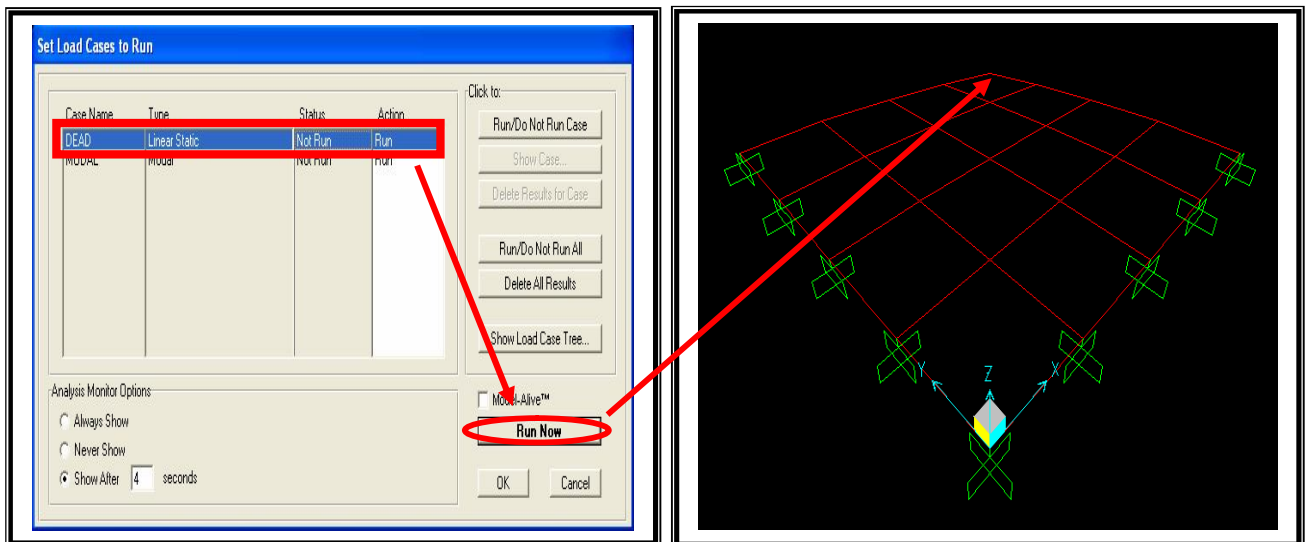 Set Load Cases to Run
Click to:
Case Name Type Status Action
DEAD Linear Static Not Run Run
MODAL Modal Not Run Run
Run/Do Not Run Case
Show Case...
Delete Results for Case
Run/Do Not Run All
Delete All Results
Show Load Case Tree...
Analysis Monitor Options
Always Show
Never Show
Show After 4 seconds
Model-Alive™
Run Now
OK Cancel
Y Z X